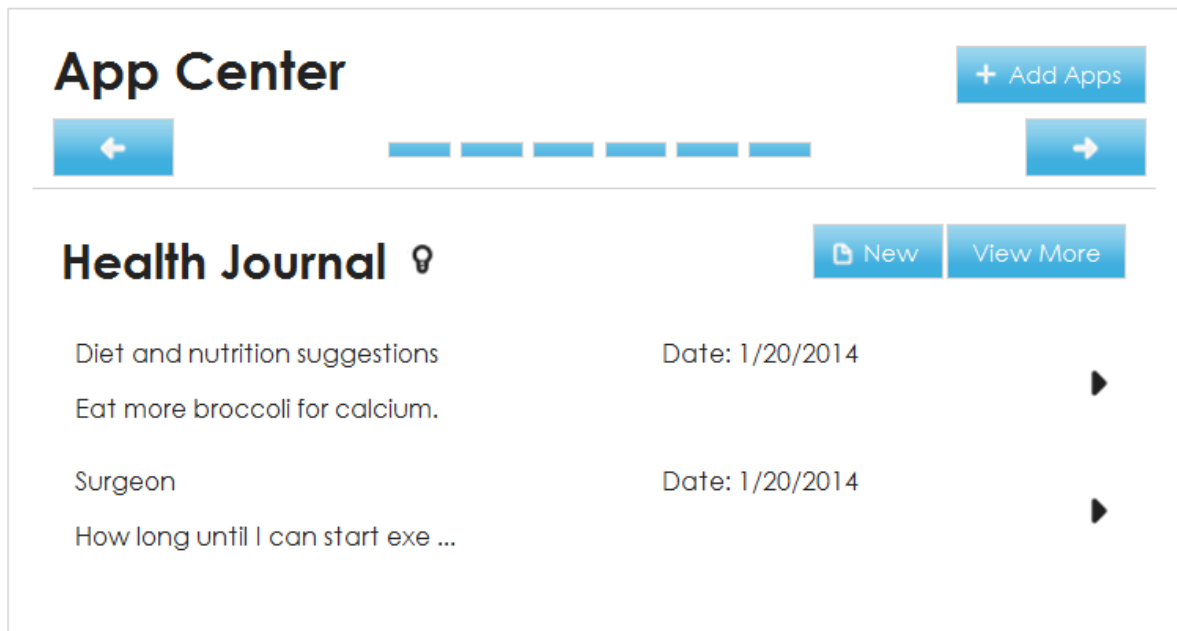 App Center
+ Add Apps
Health Journal
New
View More
Diet and nutrition suggestions
Date: 1/20/2014
Eat more broccoli for calcium.
Surgeon
Date: 1/20/2014
How long until I can start exe ...